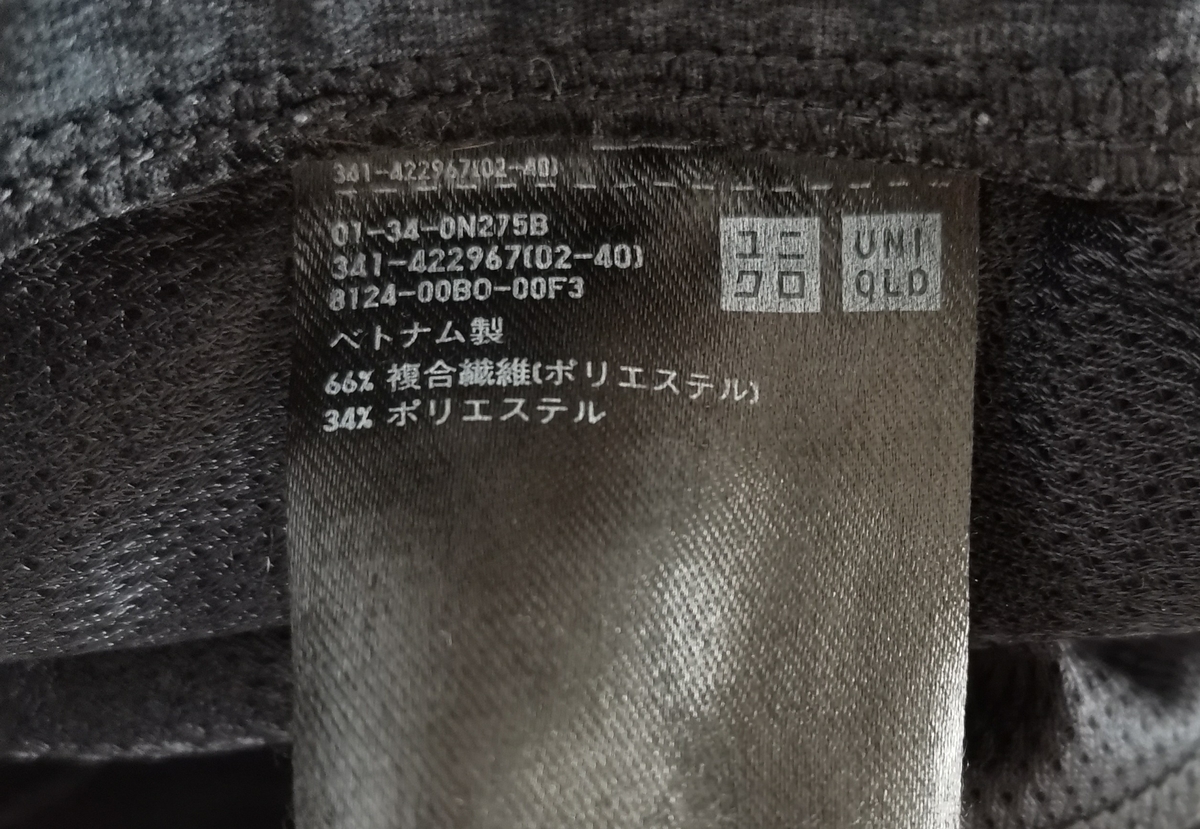 341-422967(02-40)
01-34-0N275B
341-422967(02-40)
8124-00B0-00F3
ベトナム製
66% 複合繊維(ポリエステル)
34% ポリエステル
ユニ
クロ
UNI
QLO